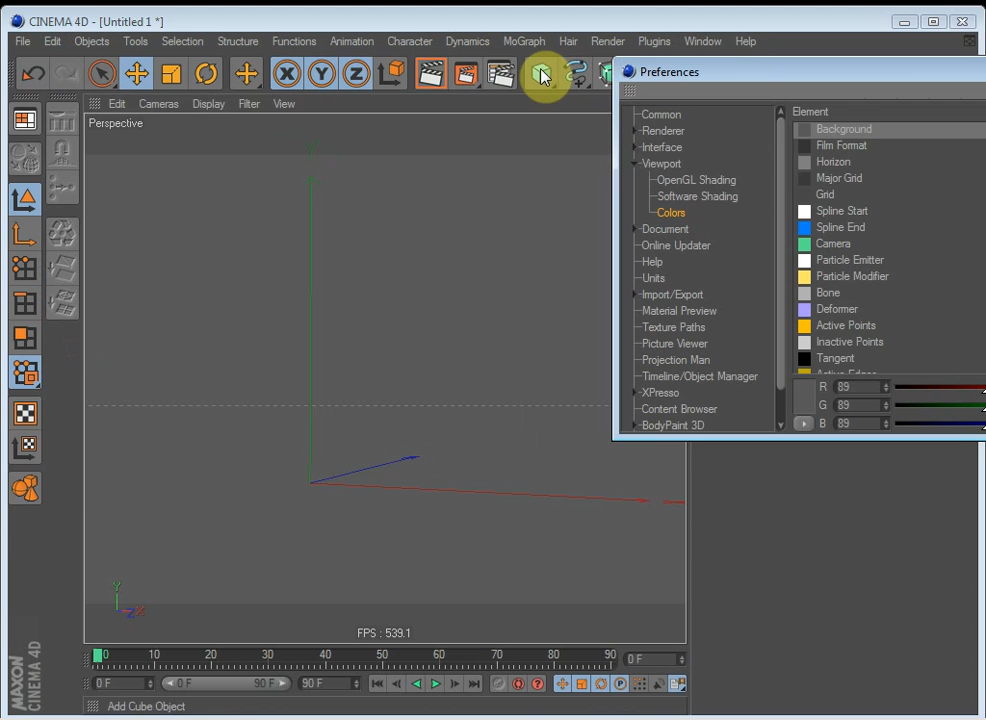 CINEMA 4D - [Untitled 1 *]
File Edit Objects Tools Selection Structure Functions Animation Character Dynamics MoGraph Hair Render Plugins Window Help
X Y Z
Preferences
Edit Cameras Display Filter View
Perspective
Common
Renderer
Interface
Viewport
OpenGL Shading
Software Shading
Colors
Document
Online Updater
Help
Units
Import/Export
Material Preview
Texture Paths
Picture Viewer
Projection Man
Timeline/Object Manager
XPresso
Content Browser
BodyPaint 3D
Element
Background
Film Format
Horizon
Major Grid
Grid
Spline Start
Spline End
Camera
Particle Emitter
Particle Modifier
Bone
Deformer
Active Points
Inactive Points
Tangent
R 89
G 89
B 89
Y
Z X
FPS : 539.1
0 10 20 30 40 50 60 70 80 90 0 F
0 F 0 F 90 F 90 F
P
MAXON
CINEMA 4D
Add Cube Object